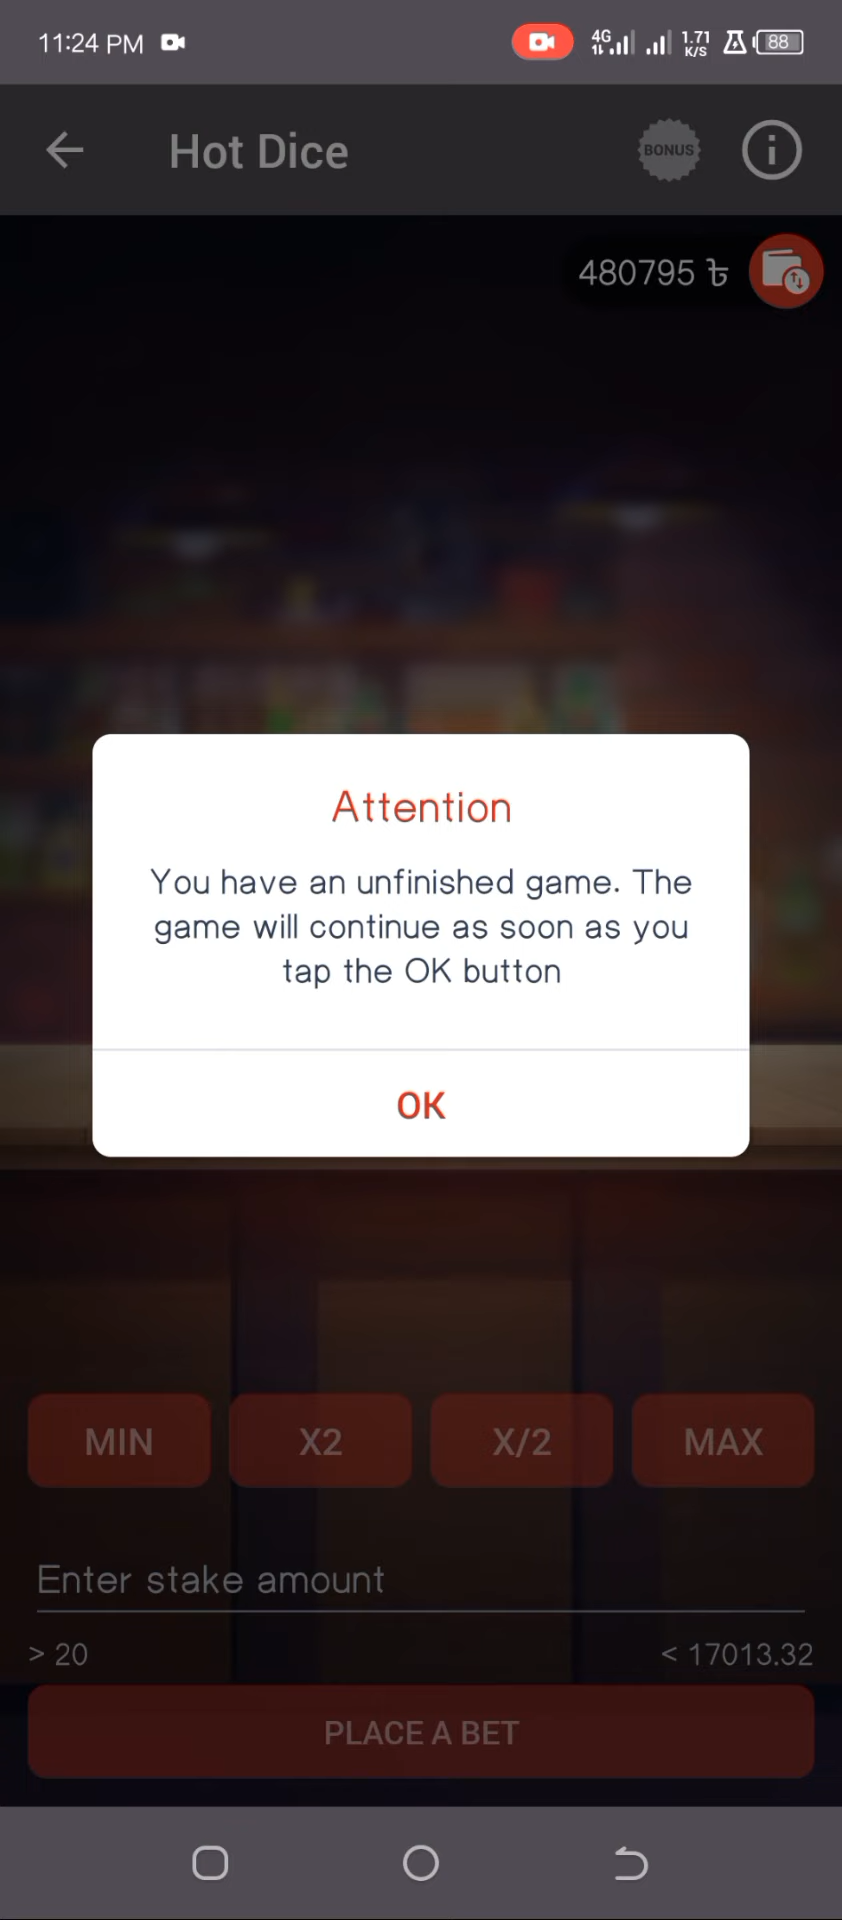 11:24 PM 4G 1.71 K/S 88
Hot Dice BONUS
480795 ৳
Attention
You have an unfinished game. The
game will continue as soon as you
tap the OK button
OK
MIN X2 X/2 MAX
Enter stake amount
> 20 < 17013.32
PLACE A BET